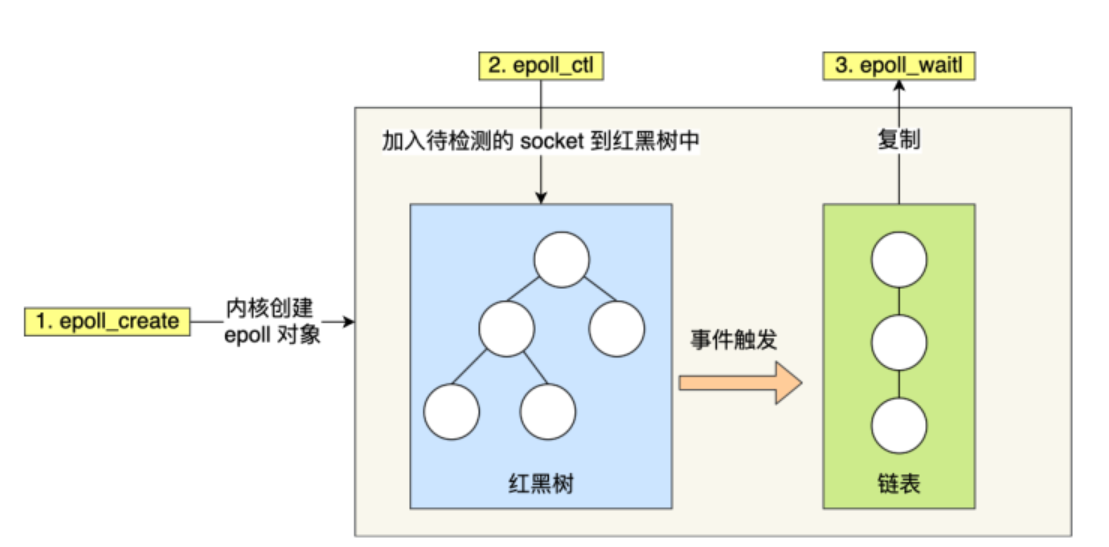 2. epoll_ctl
3. epoll_waitl
加入待检测的 socket 到红黑树中
复制
1. epoll_create
内核创建
epoll 对象
事件触发
红黑树
链表